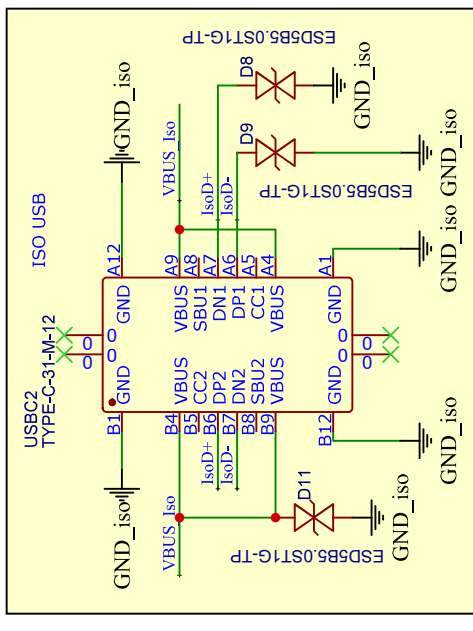 ESD5B5.0ST1G-TP
D8
GND_iso
D9
ESD5B5.0ST1G-TP
GND_iso
GND_iso
VBUS_Iso
IsoD+
IsoD-
GND_iso
ISO USB
A12
A9
A8
A7
A6
A5
A4
A1
GND
VBUS
SBU1
DN1
DP1
CC1
VBUS
GND
0
0
0
0
0
0
0
0
USBC2
TYPE-C-31-M-12
GND
VBUS
CC2
DP2
DN2
SBU2
VBUS
GND
B1
B4
B5
B6
B7
B8
B9
B12
IsoD+
IsoD-
VBUS_Iso
GND_iso
GND_iso
D11
GND_iso
ESD5B5.0ST1G-TP